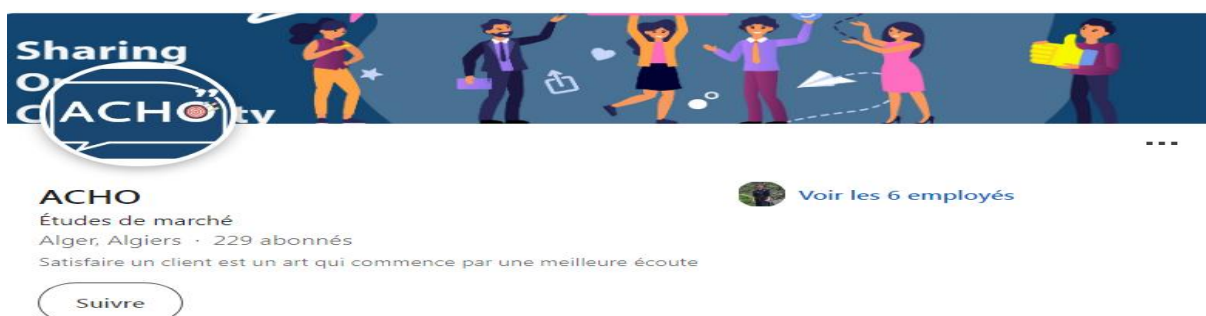 Sharing
ACHO
ACHO
Voir les 6 employés
Études de marché
Alger, Algiers · 229 abonnés
Satisfaire un client est un art qui commence par une meilleure écoute
Suivre